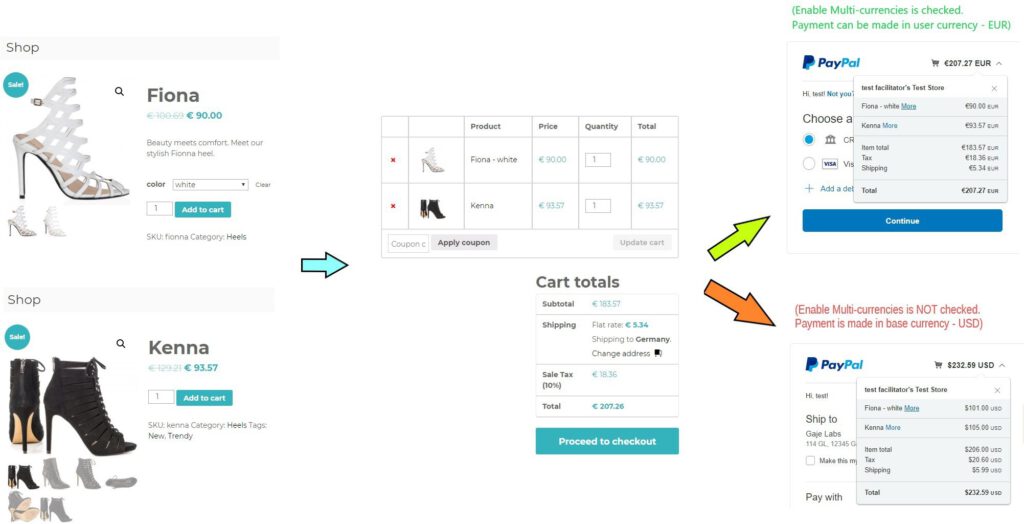 Shop
Sale!
Fiona
€ 100.69 € 90.00
Beauty meets comfort. Meet our
stylish Fionna heel.
color white Clear
1 Add to cart
SKU: fionna Category: Heels
Shop
Sale!
Kenna
€ 129.21 € 93.57
1 Add to cart
SKU: kenna Category: Heels Tags:
New, Trendy
Product Price Quantity Total
× Fiona - white € 90.00 1 € 90.00
× Kenna € 93.57 1 € 93.57
Coupon c Apply coupon Update cart
Cart totals
Subtotal € 183.57
Shipping Flat rate: € 5.34
Shipping to Germany.
Change address
Sale Tax
(10%) € 18.36
Total € 207.26
Proceed to checkout
(Enable Multi-currencies is checked.
Payment can be made in user currency - EUR)
PayPal €207.27 EUR
test facilitator's Test Store ×
Hi, test! Not you?
Fiona - white More €90.00 EUR
Choose a
Kenna More €93.57 EUR
CR
Item total €183.57 EUR
Tax €18.36 EUR
VISA Vis
Shipping €5.34 EUR
+ Add a deb
Total €207.27 EUR
Continue
(Enable Multi-currencies is NOT checked.
Payment is made in base currency - USD)
PayPal $232.59 USD
test facilitator's Test Store ×
Hi, test!
Fiona - white More $101.00 USD
Ship to
Kenna More $105.00 USD
Gaje Labs
114 GL, 12345 GA
Item total $206.00 USD
Tax $20.60 USD
Make this my
Shipping $5.99 USD
Total $232.59 USD
Pay with